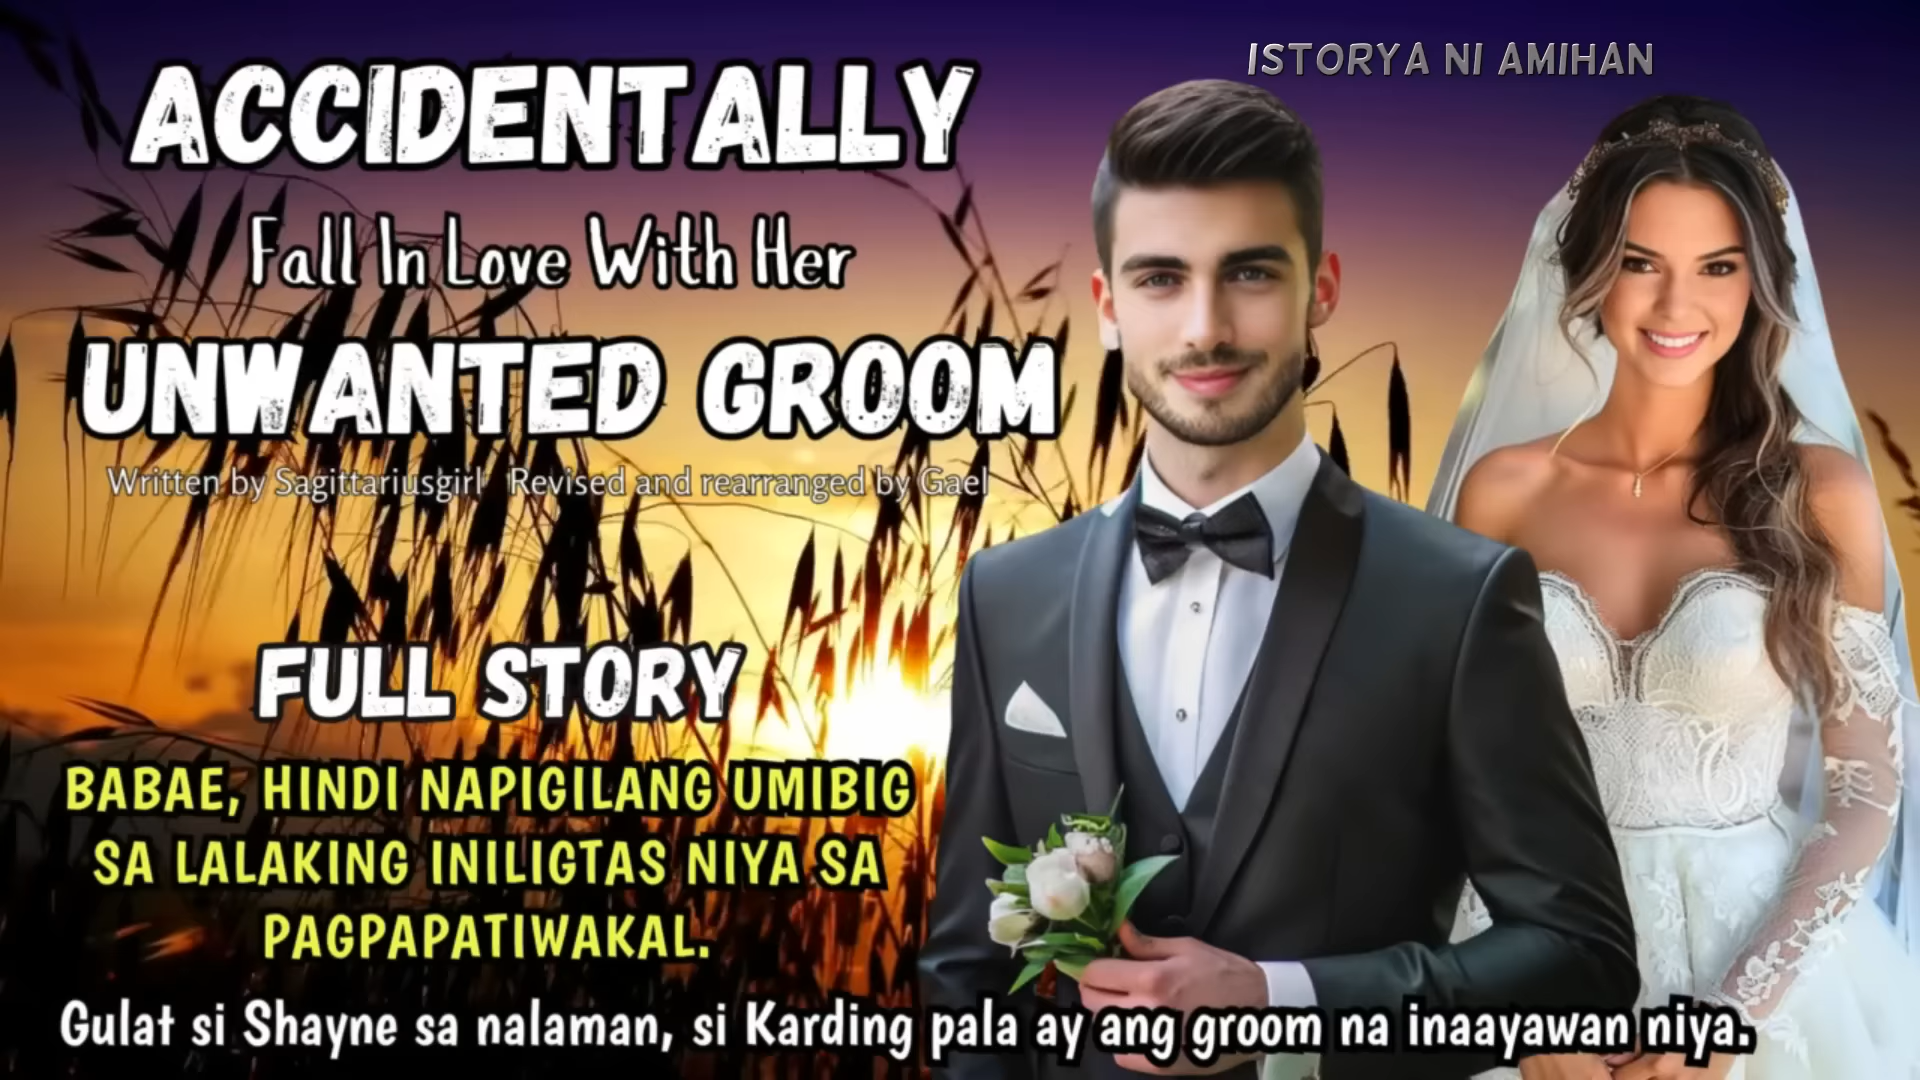 ISTORYA NI AMIHAN
ACCIDENTALLY
Fall In Love With Her
UNWANTED GROOM
Written by Sagittariusgirl Revised and rearranged by Gael
FULL STORY
BABAE, HINDI NAPIGILANG UMIBIG
SA LALAKING INILIGTAS NIYA SA
PAGPAPATIWAKAL.
Gulat si Shayne sa nalaman, si Karding pala ay ang groom na inaayawan niya.